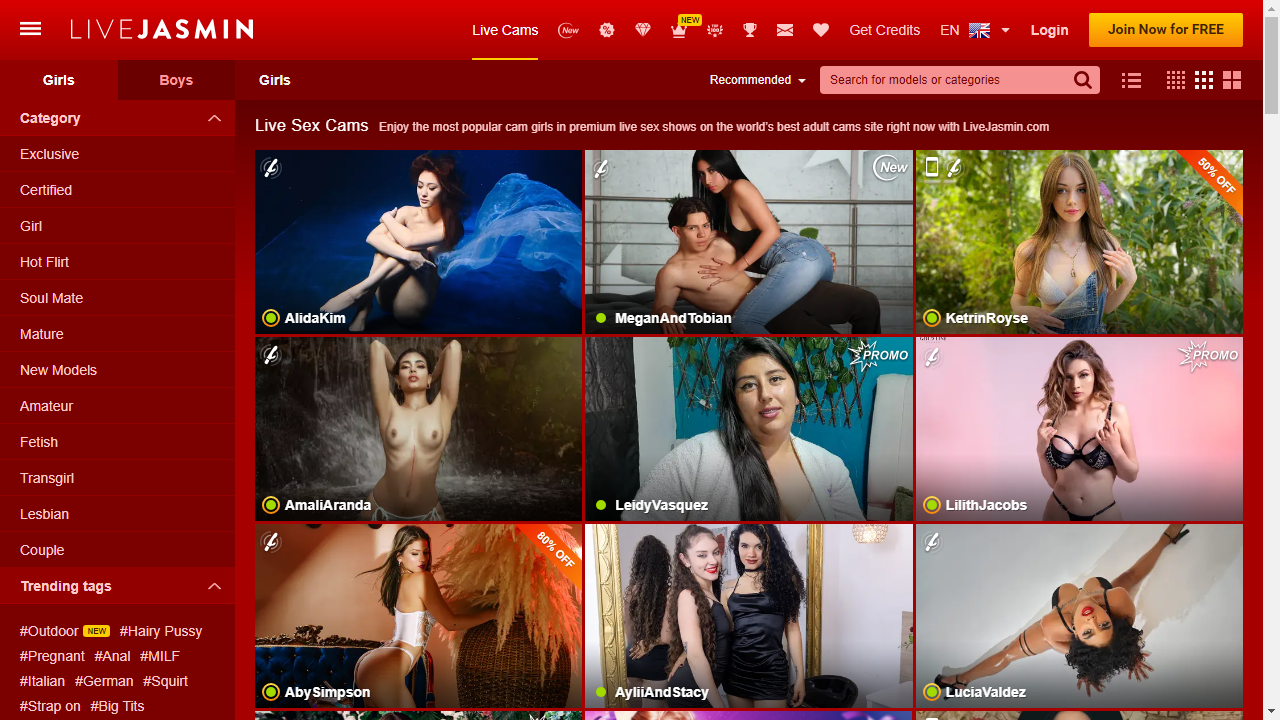 LIVEJASMIN
Live Cams
New
NEW
Get Credits
EN
Login
Join Now for FREE
Girls
Boys
Girls
Recommended
Search for models or categories
Category
Exclusive
Certified
Girl
Hot Flirt
Soul Mate
Mature
New Models
Amateur
Fetish
Transgirl
Lesbian
Couple
Trending tags
#Outdoor NEW #Hairy Pussy
#Pregnant #Anal #MILF
#Italian #German #Squirt
#Strap on #Big Tits
Live Sex Cams Enjoy the most popular cam girls in premium live sex shows on the world's best adult cams site right now with LiveJasmin.com
AlidaKim
New
MeganAndTobian
50% OFF
KetrinRoyse
AmaliAranda
PROMO
LeidyVasquez
PROMO
LilithJacobs
80% OFF
AbySimpson
AyliiAndStacy
LuciaValdez